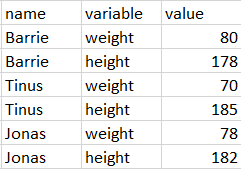 name variable value
Barrie weight 80
Barrie height 178
Tinus weight 70
Tinus height 185
Jonas weight 78
Jonas height 182